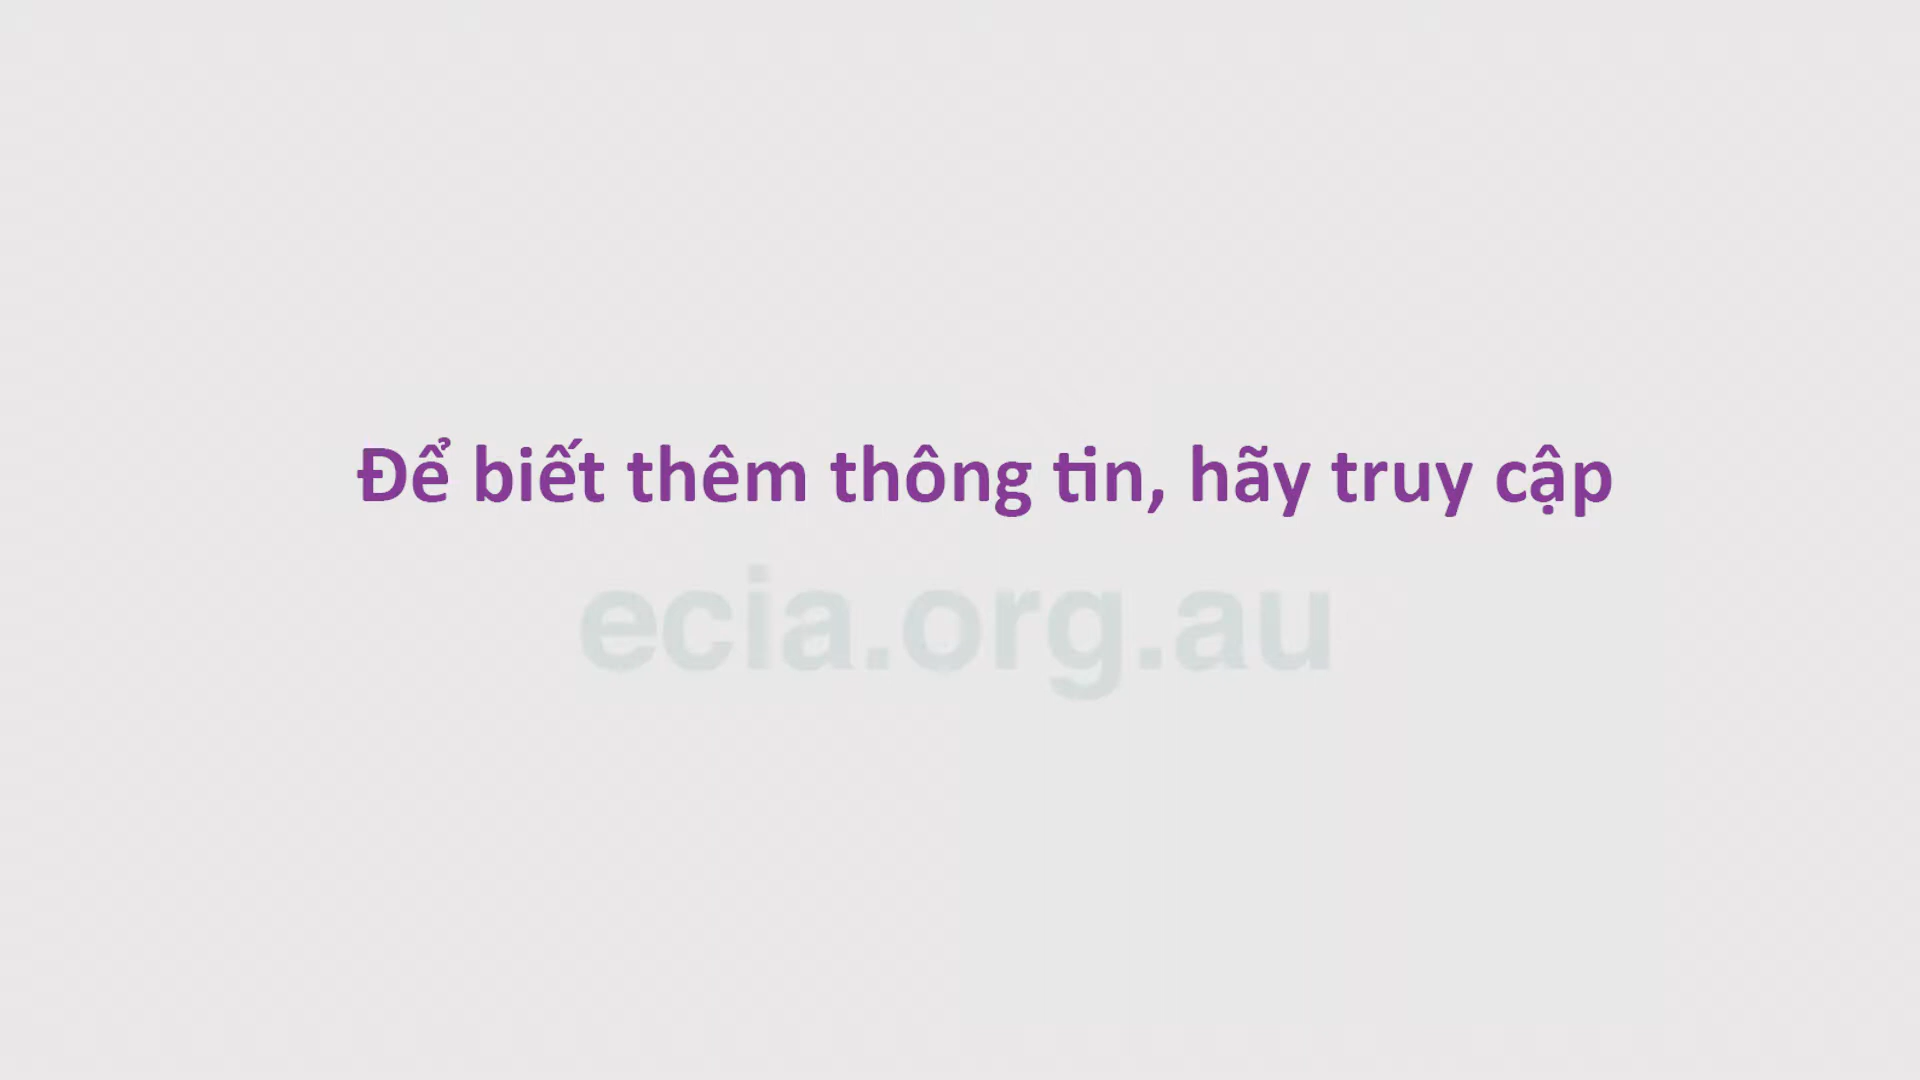 Để biết thêm thông tin, hãy truy cập
ecia.org.au